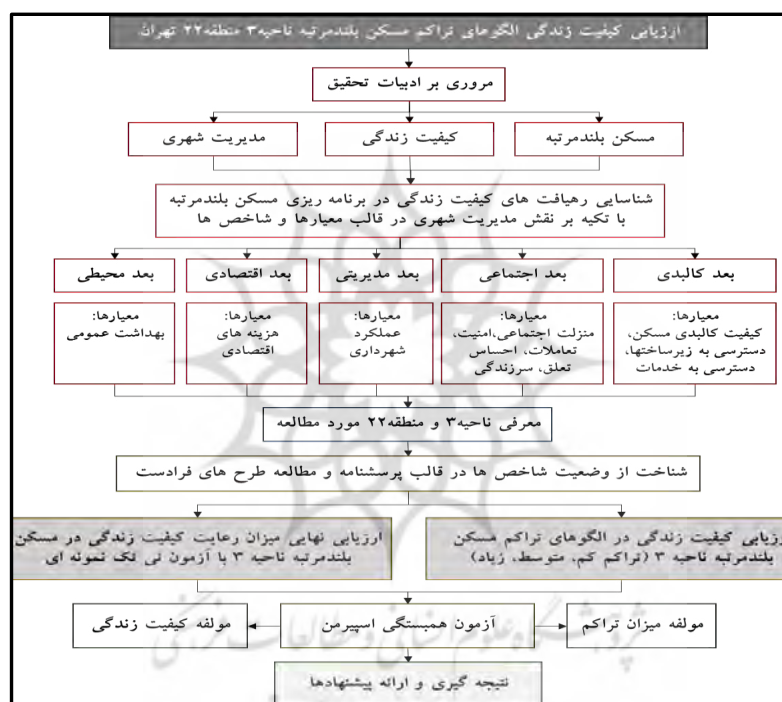 ارزیابی کیفیت زندگی الگوهای تراکم مسکن بلندمرتبه ناحیه۳ منطقه۲۲ تهران
مروری بر ادبیات تحقیق
مسکن بلندمرتبه
کیفیت زندگی
مدیریت شهری
شناسایی رهیافت های کیفیت زندگی در برنامه ریزی مسکن بلندمرتبه
با تکیه بر نقش مدیریت شهری در قالب معیارها و شاخص ها
بعد کالبدی
بعد اجتماعی
بعد مدیریتی
بعد اقتصادی
بعد محیطی
معیارها:
کیفیت کالبدی مسکن،
دسترسی به زیرساختها،
دسترسی به خدمات
معیارها:
منزلت اجتماعی،امنیت،
تعاملات، احساس
تعلق، سرزندگی
معیارها:
عملکرد
شهرداری
معیارها:
هزینه های
اقتصادی
معیارها:
بهداشت عمومی
معرفی ناحیه۳ و منطقه۲۲ مورد مطالعه
شناخت از وضعیت شاخص ها در قالب پرسشنامه و مطالعه طرح های فرادست
رزیابی کیفیت زندگی در الگوهای تراکم مسکن
بلندمرتبه ناحیه ۳ (تراکم کم، متوسط، زیاد)
ارزیابی نهایی میزان رعایت کیفیت زندگی در مسکن
بلندمرتبه ناحیه ۳ با آزمون تی تک نمونه ای
مولفه میزان تراکم
آزمون همبستگی اسپیرمن
مولفه کیفیت زندگی
پژوهشگاه علوم انسانی و مطالعات فرهنگی
نتیجه گیری و ارائه پیشنهادها